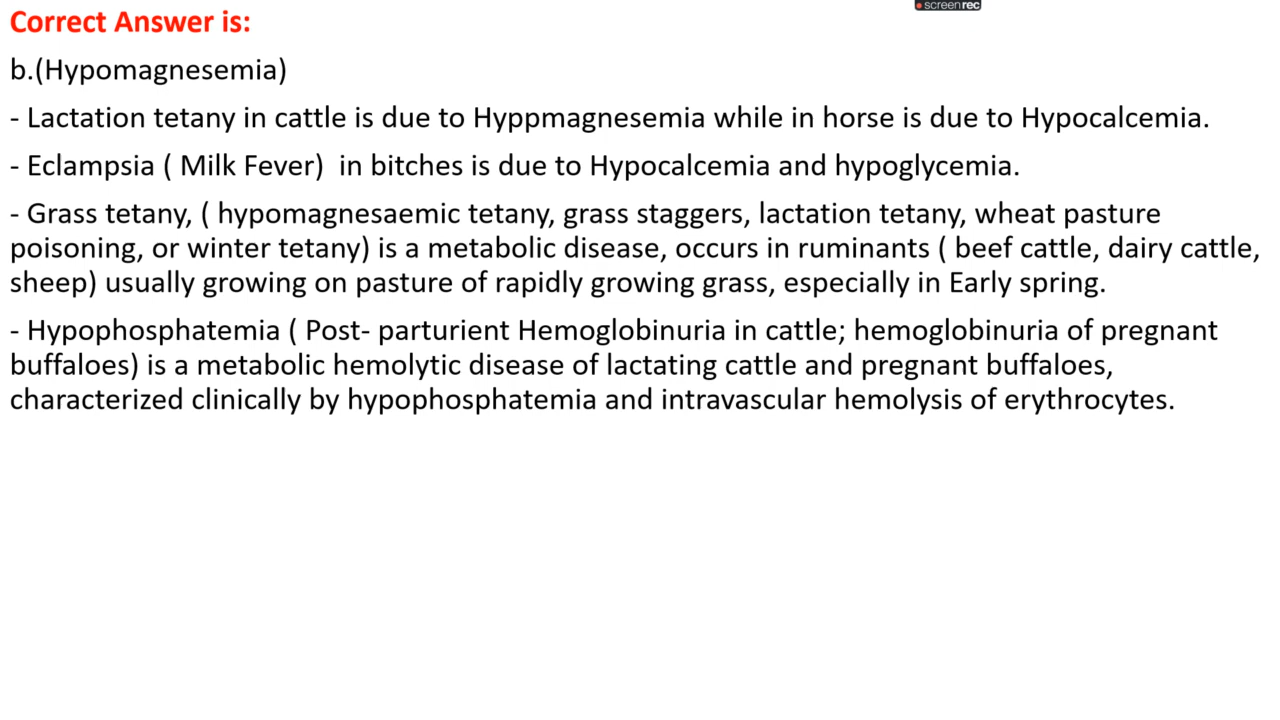 screenrec
Correct Answer is:
b.(Hypomagnesemia)
- Lactation tetany in cattle is due to Hyppmagnesemia while in horse is due to Hypocalcemia.
- Eclampsia ( Milk Fever)  in bitches is due to Hypocalcemia and hypoglycemia.
- Grass tetany, ( hypomagnesaemic tetany, grass staggers, lactation tetany, wheat pasture
poisoning, or winter tetany) is a metabolic disease, occurs in ruminants ( beef cattle, dairy cattle,
sheep) usually growing on pasture of rapidly growing grass, especially in Early spring.
- Hypophosphatemia ( Post- parturient Hemoglobinuria in cattle; hemoglobinuria of pregnant
buffaloes) is a metabolic hemolytic disease of lactating cattle and pregnant buffaloes,
characterized clinically by hypophosphatemia and intravascular hemolysis of erythrocytes.